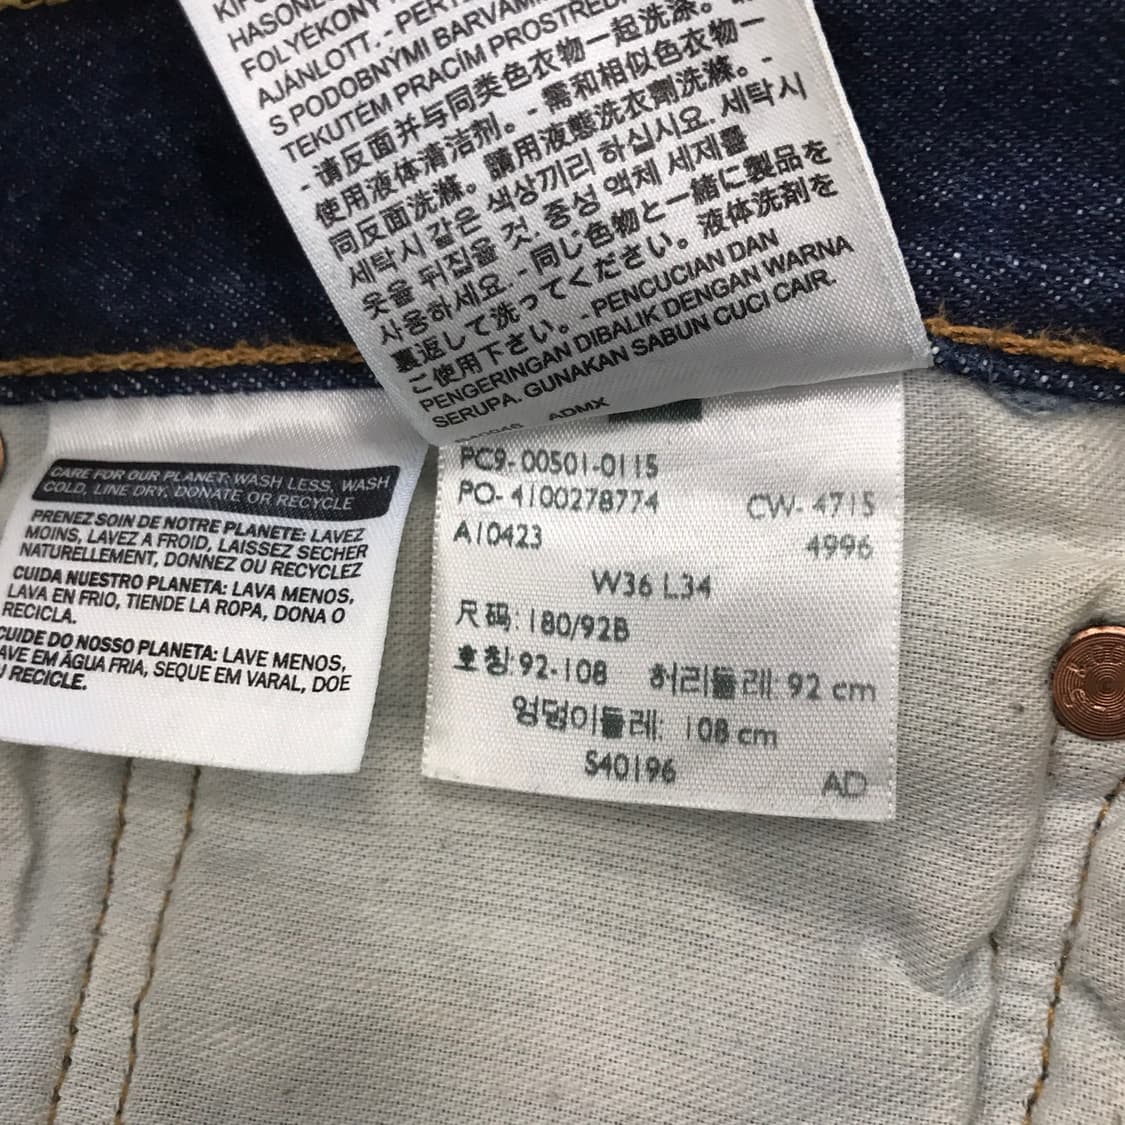 HASONL
FOLYÉKONY
AJÁNLOTT. - PER
S PODOBNÝMI BARVAMI
TEKUTÉM PRACÍM PROSTŘED
- 请反面并与同类色衣物一起洗涤。
使用液体清洁剂。- 需和相似色衣物一
同反面洗滌。請用液態洗衣劑洗滌。-
세탁시 같은 색상끼리 하십시요. 세탁시
옷을 뒤집을 것. 중성 액체 세제를
사용하세요. - 同じ色物と一緒に製品を
裏返して洗ってください。液体洗剤を
ご使用下さい。- PENCUCIAN DAN
PENGERINGAN DIBALIK DENGAN WARNA
SERUPA. GUNAKAN SABUN CUCI CAIR.
ADMX
CARE FOR OUR PLANET: WASH LESS, WASH
COLD, LINE DRY, DONATE OR RECYCLE
PRENEZ SOIN DE NOTRE PLANETE: LAVEZ
MOINS, LAVEZ A FROID, LAISSEZ SECHER
NATURELLEMENT, DONNEZ OU RECYCLEZ
CUIDA NUESTRO PLANETA: LAVA MENOS,
LAVA EN FRIO, TIENDE LA ROPA, DONA O
RECICLA.
CUIDE DO NOSSO PLANETA: LAVE MENOS,
AVE EM ÁGUA FRIA, SEQUE EM VARAL, DOE
U RECICLE.
PC9-00501-0115
PO- 4100278774 CW- 4715
A10423 4996
W36 L34
尺码: 180/92B
호칭: 92-108 허리둘레: 92 cm
엉덩이둘레: 108 cm
S40196 AD